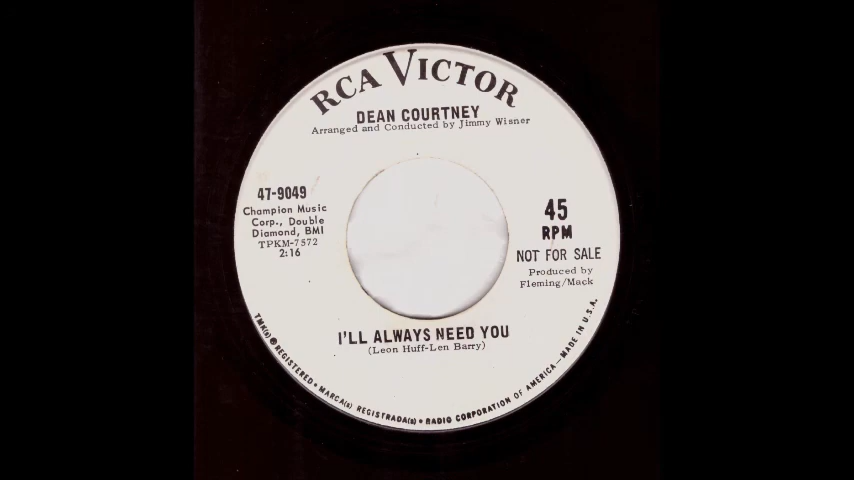 RCA VICTOR
DEAN COURTNEY
Arranged and Conducted by Jimmy Wisner
47-9049
Champion Music
Corp., Double
Diamond, BMI
TPKM-7572
2:16
45
RPM
NOT FOR SALE
Produced by
Fleming/Mack
I'LL ALWAYS NEED YOU
(Leon Huff-Len Barry)
TMK(s) ® REGISTERED • MARCA(s) REGISTRADA(s) • RADIO CORPORATION OF AMERICA — MADE IN U.S.A.